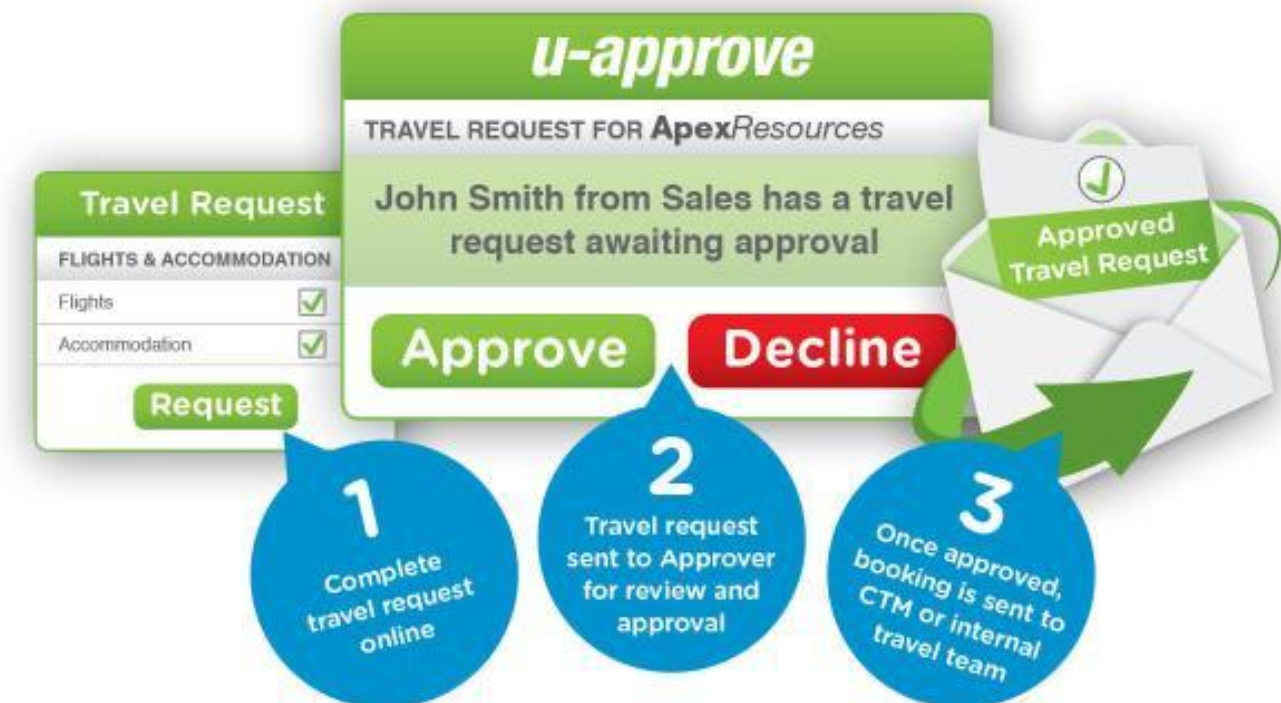 u-approve
TRAVEL REQUEST FOR ApexResources
John Smith from Sales has a travel
request awaiting approval
Approve
Decline
Travel Request
FLIGHTS & ACCOMMODATION
Flights
Accommodation
Request
Approved
Travel Request
1
Complete
travel request
online
2
Travel request
sent to Approver
for review and
approval
3
Once approved,
booking is sent to
CTM or internal
travel team